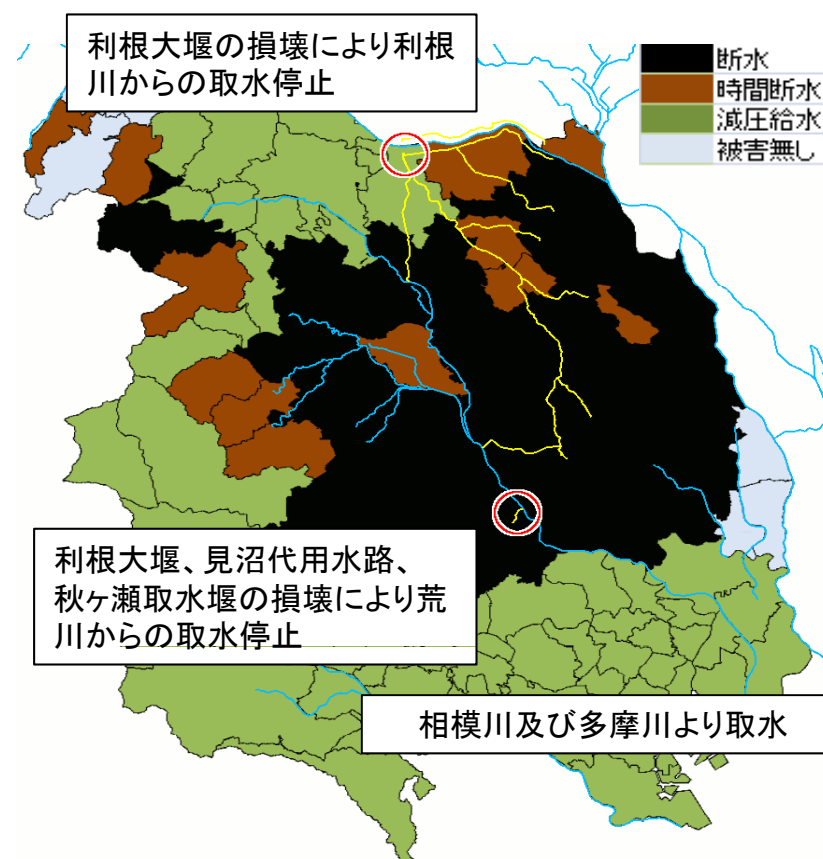 利根大堰の損壊により利根
川からの取水停止
断水
時間断水
減圧給水
被害無し
利根大堰、見沼代用水路、
秋ヶ瀬取水堰の損壊により荒
川からの取水停止
相模川及び多摩川より取水